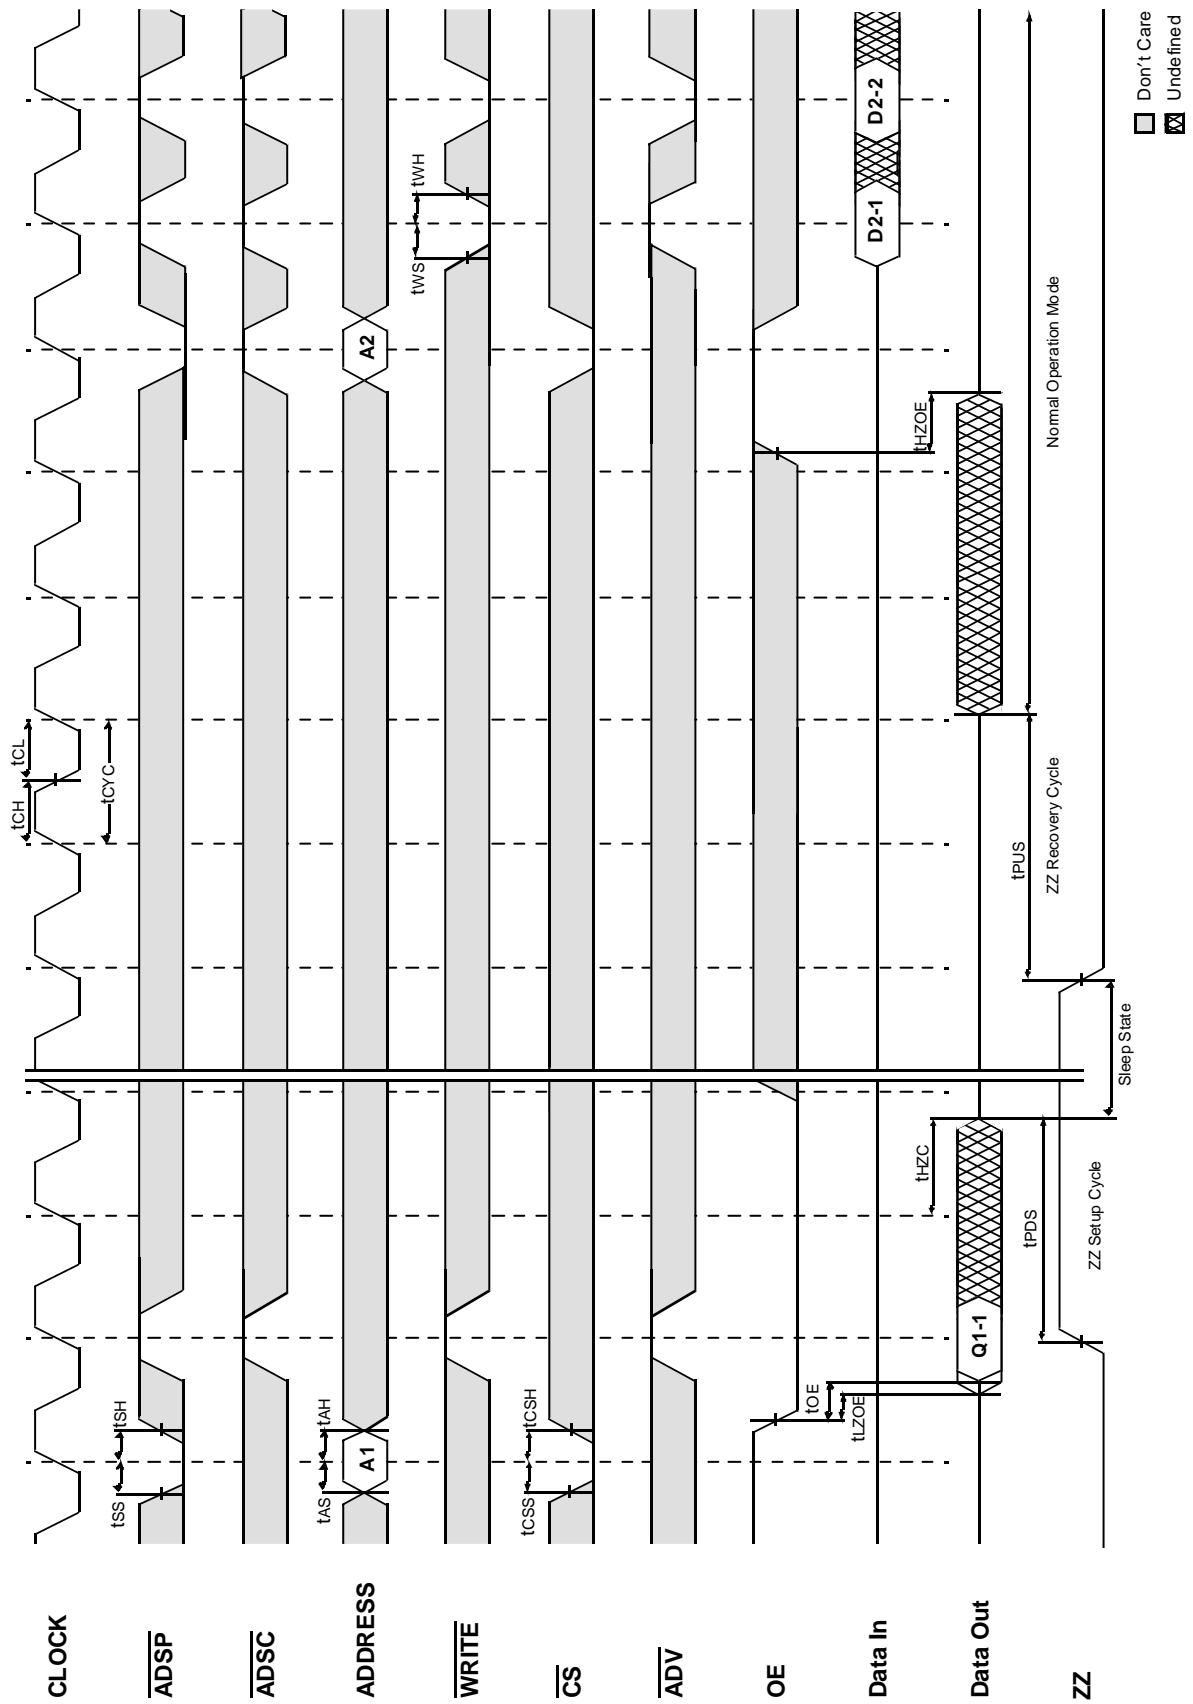 CLOCK
tCH
tCL
tCYC
ADSP
tSS
tSH
ADSC
ADDRESS
tAS
tAH
A1
A2
WRITE
tWS
tWH
CS
tCSS
tCSH
ADV
OE
tOE
tLZOE
tHZOE
Data In
D2-1
D2-2
Data Out
Q1-1
tHZC
tPDS
tPUS
ZZ Setup Cycle
ZZ Recovery Cycle
Normal Operation Mode
ZZ
Sleep State
Don't Care
Undefined